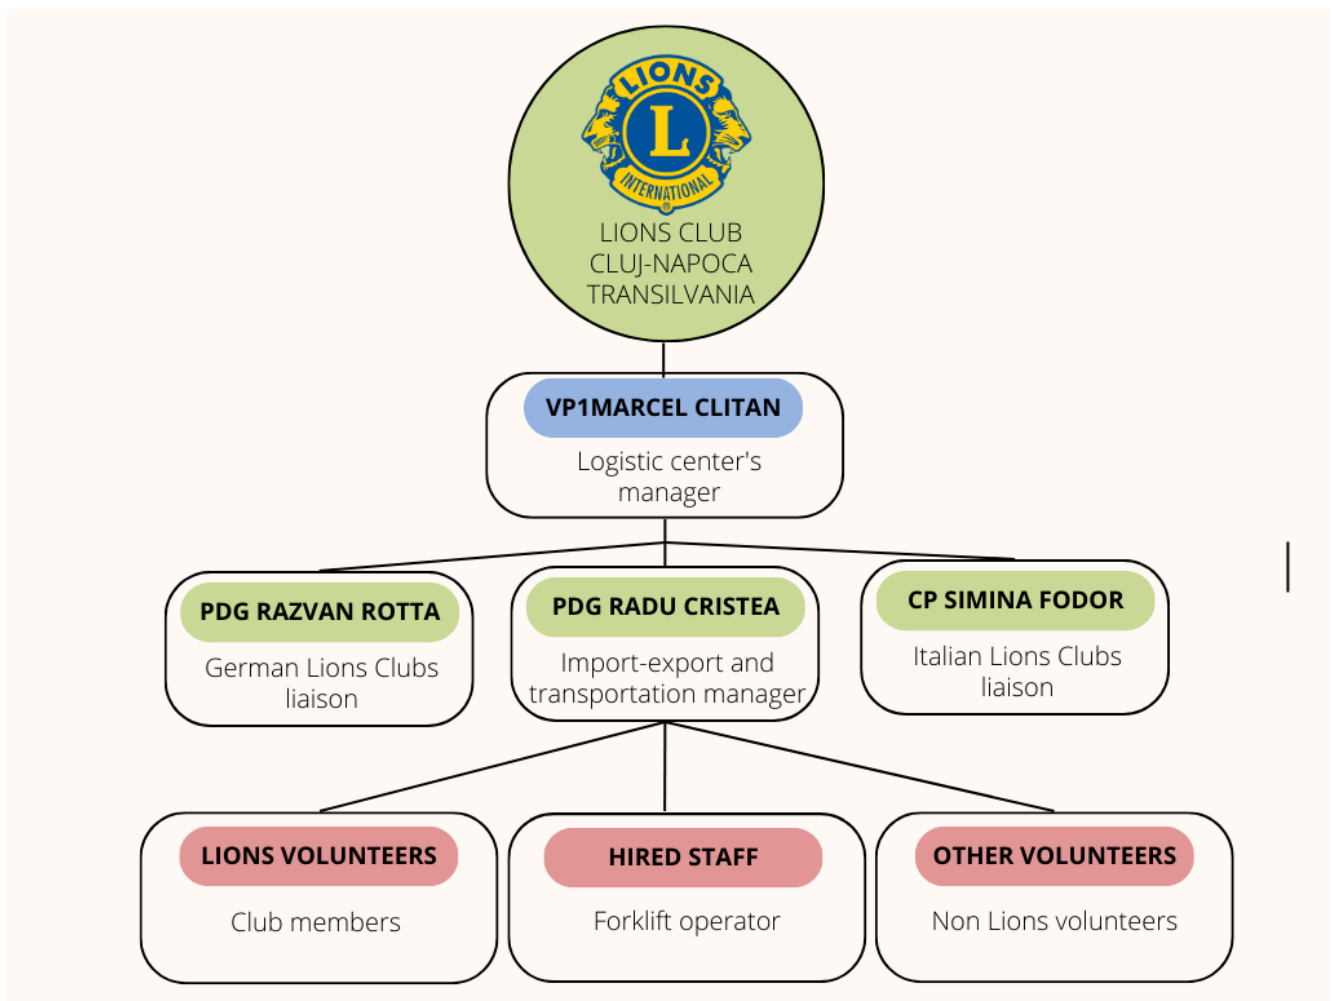 LIONS
L
INTERNATIONAL
®
LIONS CLUB
CLUJ-NAPOCA
TRANSILVANIA
VP1MARCEL CLITAN
Logistic center's
manager
PDG RAZVAN ROTTA
German Lions Clubs
liaison
PDG RADU CRISTEA
Import-export and
transportation manager
CP SIMINA FODOR
Italian Lions Clubs
liaison
LIONS VOLUNTEERS
Club members
HIRED STAFF
Forklift operator
OTHER VOLUNTEERS
Non Lions volunteers